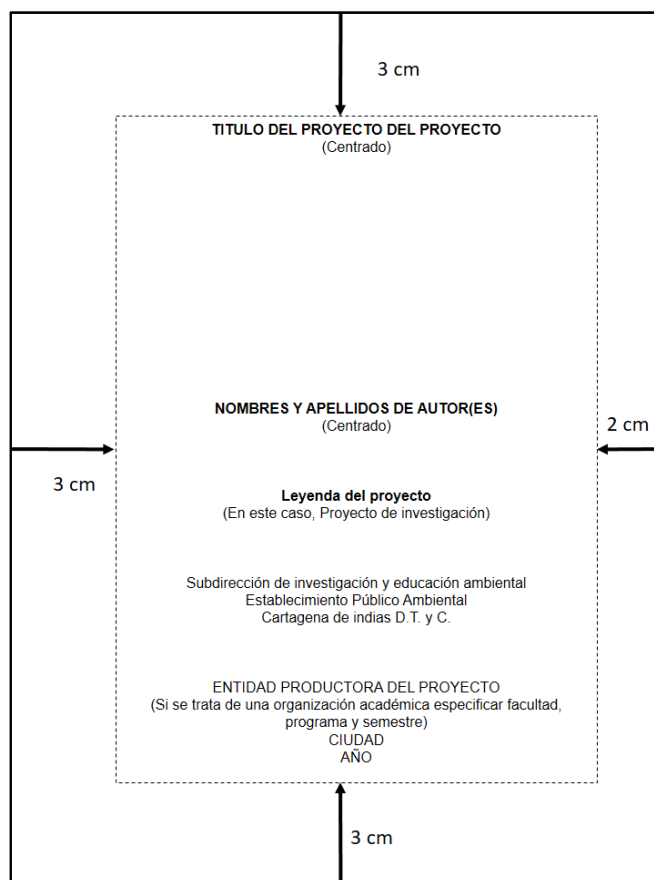 3 cm
TITULO DEL PROYECTO DEL PROYECTO
(Centrado)
NOMBRES Y APELLIDOS DE AUTOR(ES)
(Centrado)
2 cm
3 cm
Leyenda del proyecto
(En este caso, Proyecto de investigación)
Subdirección de investigación y educación ambiental
Establecimiento Público Ambiental
Cartagena de indias D.T. y C.
ENTIDAD PRODUCTORA DEL PROYECTO
(Si se trata de una organización académica especificar facultad,
programa y semestre)
CIUDAD
AÑO
3 cm